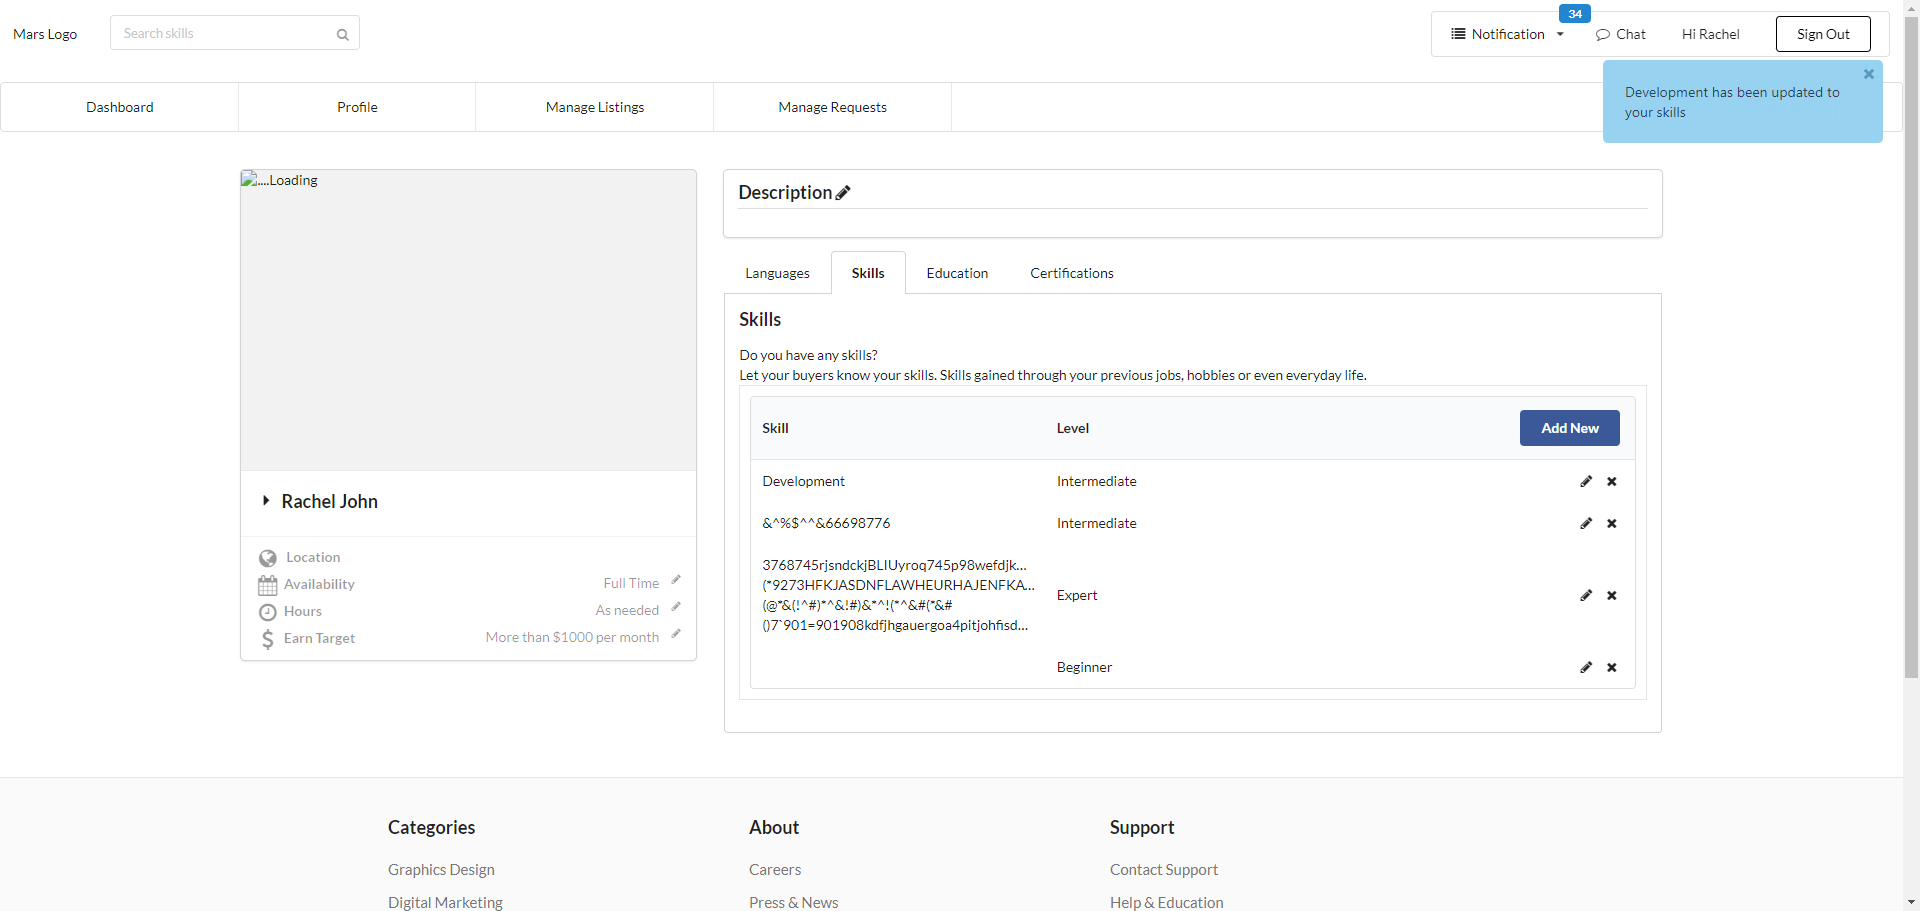 Mars Logo
Search skills
34
Notification
Chat
Hi Rachel
Sign Out
Dashboard
Profile
Manage Listings
Manage Requests
Development has been updated to
your skills
....Loading
Rachel John
Location
Availability
Full Time
Hours
As needed
Earn Target
More than $1000 per month
Description
Languages
Skills
Education
Certifications
Skills
Do you have any skills?
Let your buyers know your skills. Skills gained through your previous jobs, hobbies or even everyday life.
Skill
Level
Add New
Development
Intermediate
&^%$^^&66698776
Intermediate
3768745rjsndckjBLIUyroq745p98wefdjk...
(*9273HFKJASDNFLAWHEURHAJENFKA...
(@*&(!^#)*^&!#)&*^!(*^&#(*&#
()7`901=901908kdfjhgauergoa4pitjohfisd...
Expert
Beginner
Categories
About
Support
Graphics Design
Careers
Contact Support
Digital Marketing
Press & News
Help & Education